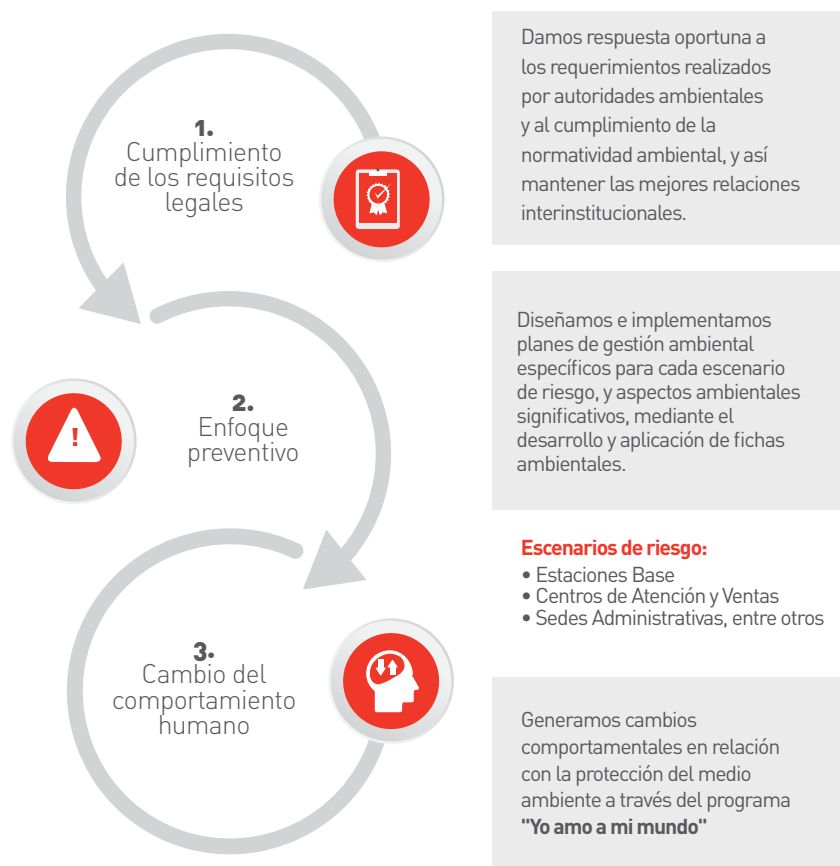 1.
Cumplimiento
de los requisitos
legales
Damos respuesta oportuna a
los requerimientos realizados
por autoridades ambientales
y al cumplimiento de la
normatividad ambiental, y así
mantener las mejores relaciones
interinstitucionales.
2.
Enfoque
preventivo
!
Diseñamos e implementamos
planes de gestión ambiental
específicos para cada escenario
de riesgo, y aspectos ambientales
significativos, mediante el
desarrollo y aplicación de fichas
ambientales.
Escenarios de riesgo:
• Estaciones Base
• Centros de Atención y Ventas
• Sedes Administrativas, entre otros
3.
Cambio del
comportamiento
humano
Generamos cambios
comportamentales en relación
con la protección del medio
ambiente a través del programa
"Yo amo a mi mundo"